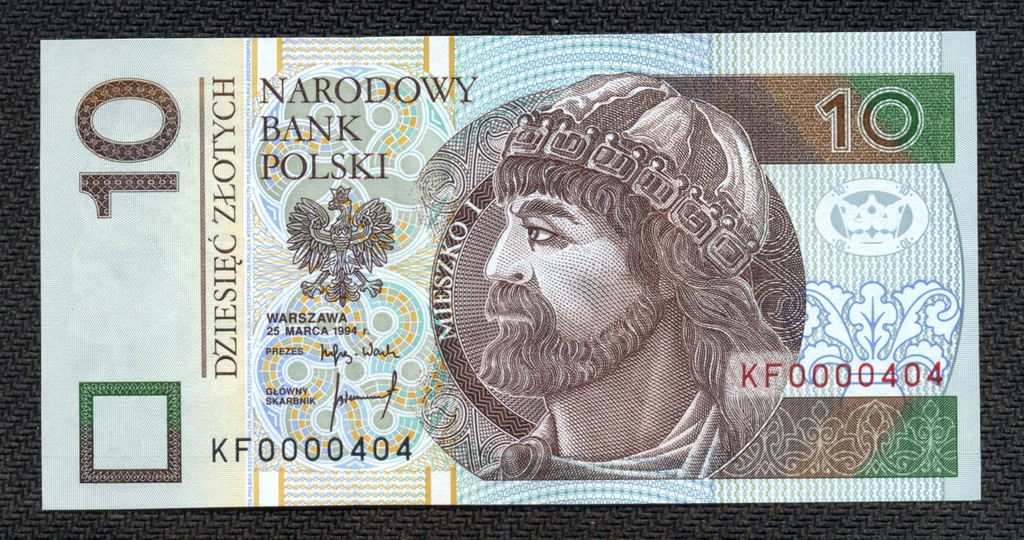 10
DZIESIĘĆ ZŁOTYCH
NARODOWY
BANK
POLSKI
WARSZAWA
25 MARCA 1994 r.
PREZES
GŁÓWNY
SKARBNIK
KF0000404
MIESZKO I
10
KF0000404